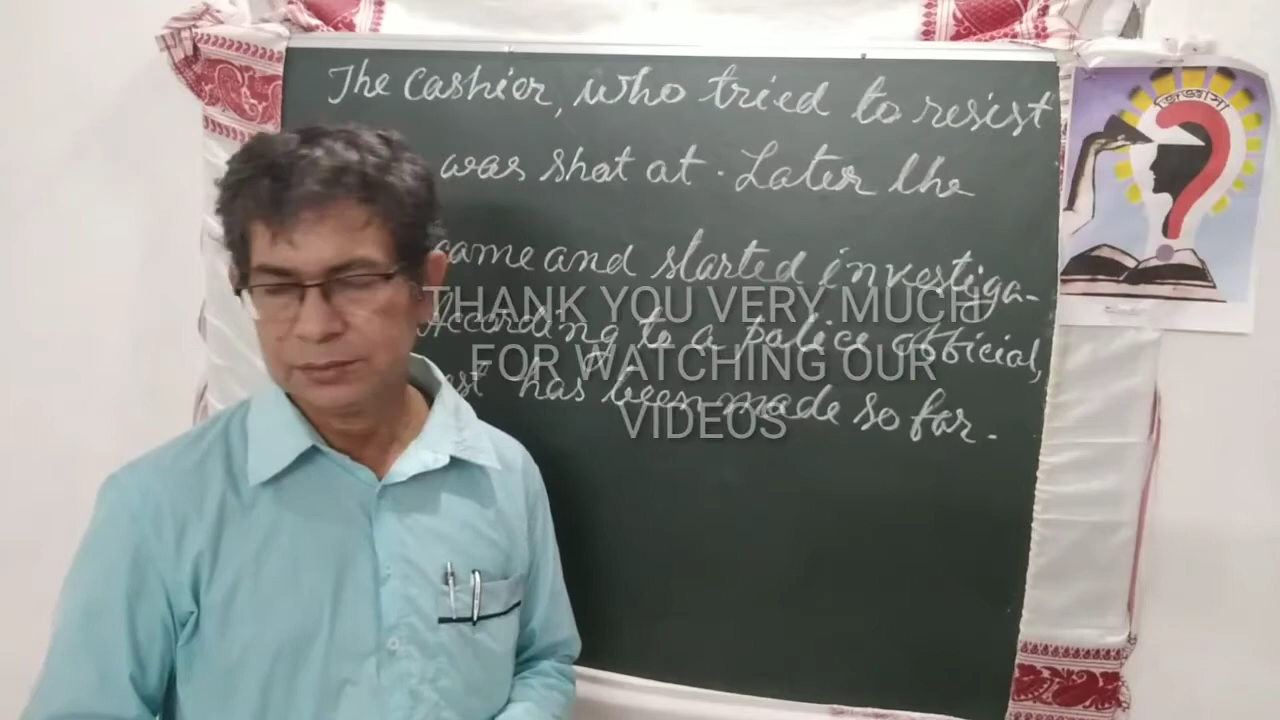 The Cashier, who tried to resist
was shot at. Later the
came and started investiga-
According to a police official,
has been made so far.
THANK YOU VERY MUCH
FOR WATCHING OUR
VIDEOS
জিজ্ঞাসা